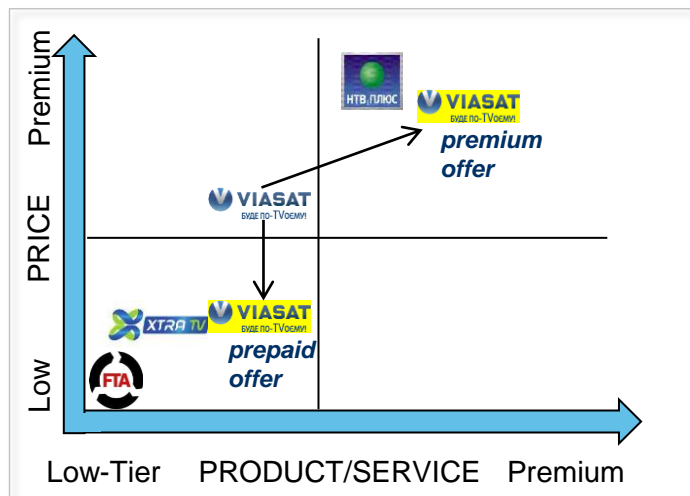 Premium
PRICE
Low
НТВ ПЛЮС
VIASAT
БУДЕ ПО-TVОЄМУ!
premium
offer
VIASAT
БУДЕ ПО-TVОЄМУ!
XTRA TV
VIASAT
БУДЕ ПО-TVОЄМУ!
prepaid
offer
FTA
Low-Tier PRODUCT/SERVICE Premium